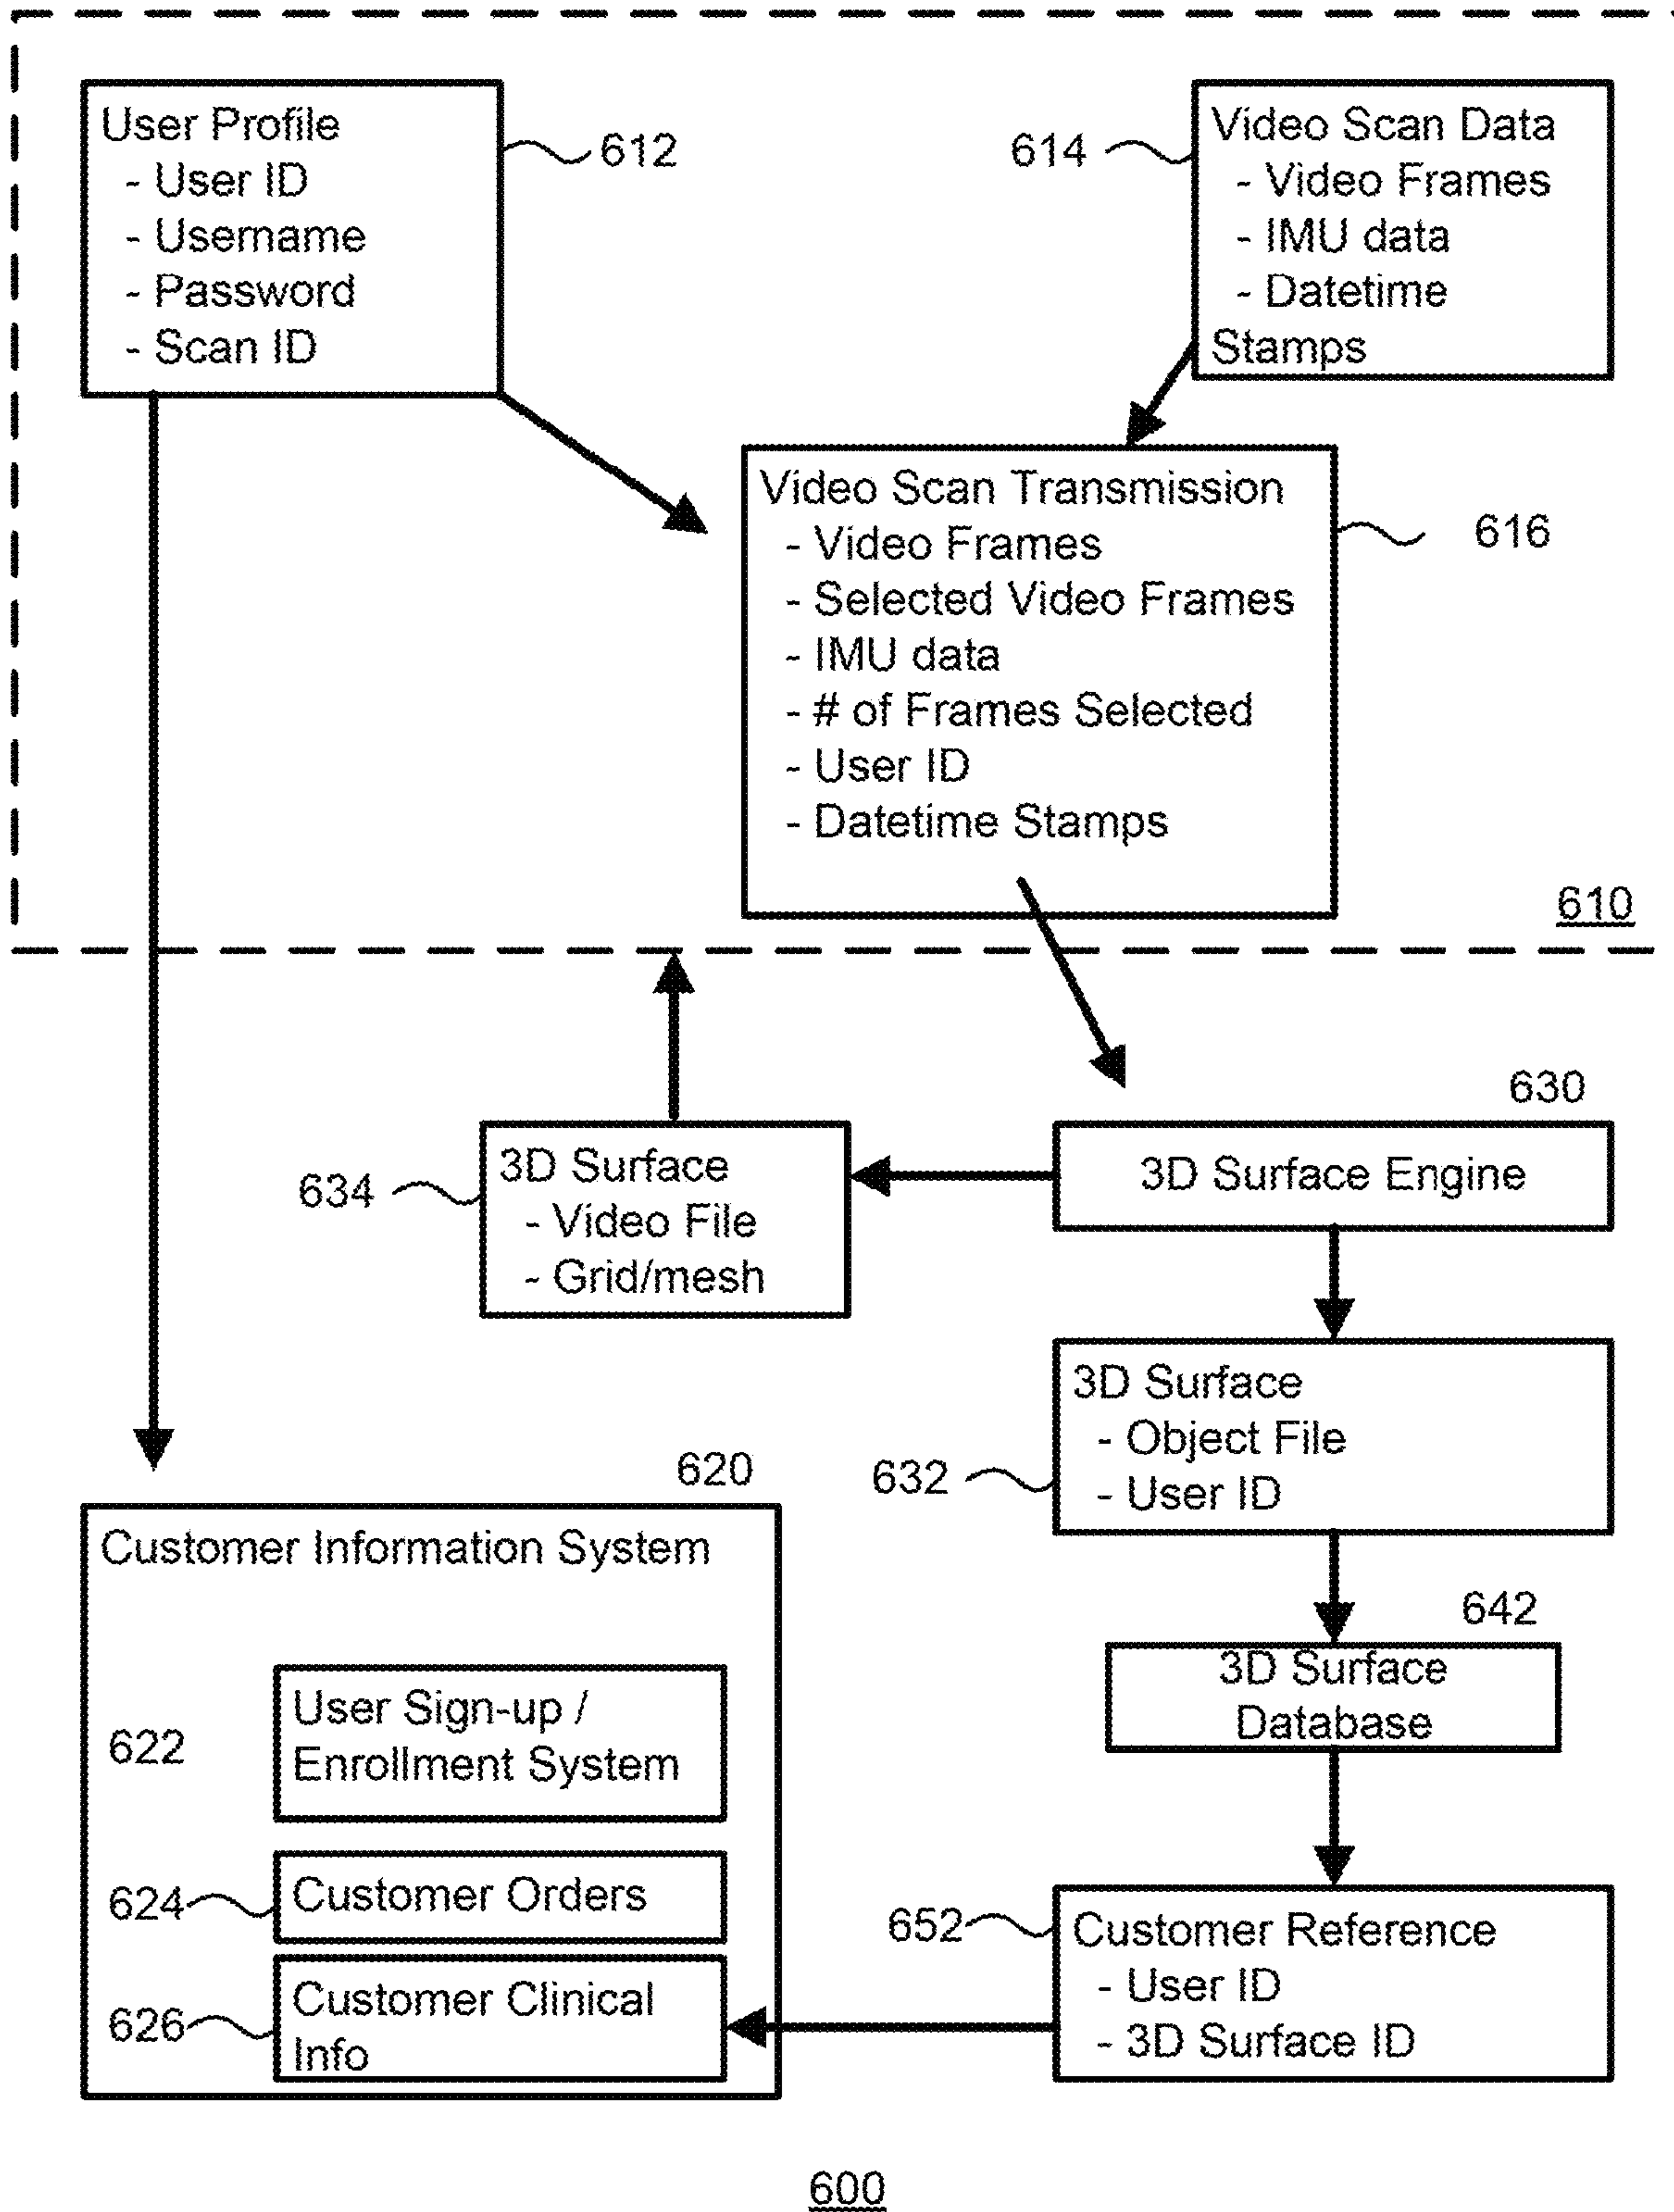 User Profile
- User ID
- Username
- Password
- Scan ID
612
614
Video Scan Data
- Video Frames
- IMU data
- Datetime
Stamps
Video Scan Transmission
- Video Frames
- Selected Video Frames
- IMU data
- # of Frames Selected
- User ID
- Datetime Stamps
616
610
630
3D Surface Engine
634
3D Surface
- Video File
- Grid/mesh
632
3D Surface
- Object File
- User ID
620
Customer Information System
622
User Sign-up /
Enrollment System
624
Customer Orders
626
Customer Clinical
Info
642
3D Surface
Database
652
Customer Reference
- User ID
- 3D Surface ID
600